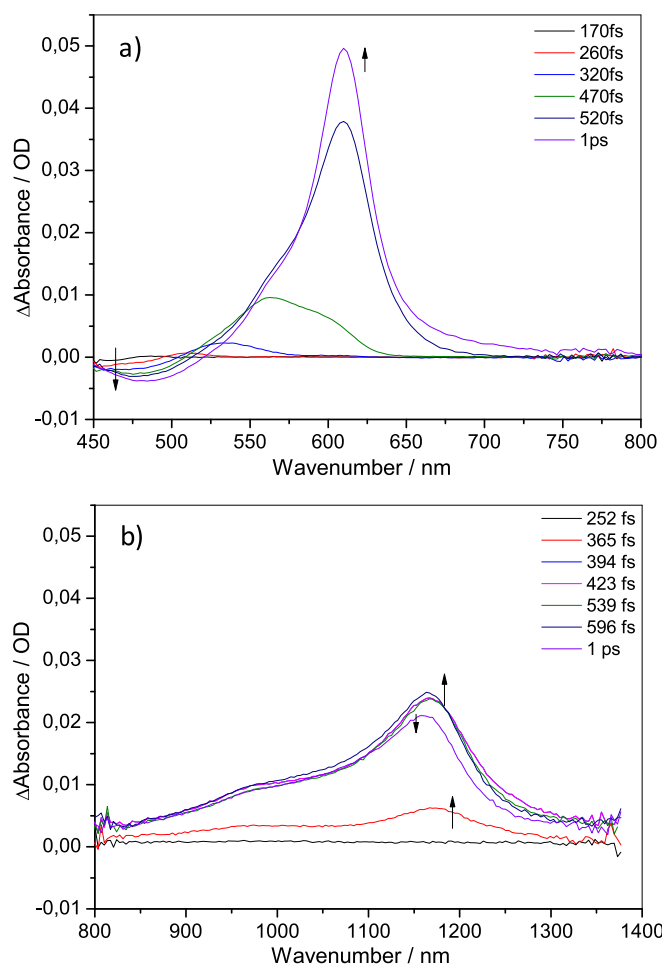 a)
170fs
260fs
320fs
470fs
520fs
1ps
0,05
0,04
0,03
0,02
0,01
0,00
-0,01
ΔAbsorbance / OD
450 500 550 600 650 700 750 800
Wavenumber / nm
b)
252 fs
365 fs
394 fs
423 fs
539 fs
596 fs
1 ps
0,05
0,04
0,03
0,02
0,01
0,00
-0,01
ΔAbsorbance / OD
800 900 1000 1100 1200 1300 1400
Wavenumber / nm